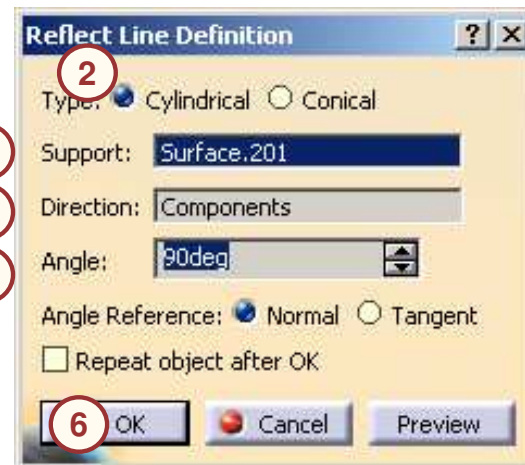 Reflect Line Definition ? X
2
Type: Cylindrical Conical
Support: Surface.201
Direction: Components
Angle: 90deg
Angle Reference: Normal Tangent
Repeat object after OK
6 OK Cancel Preview